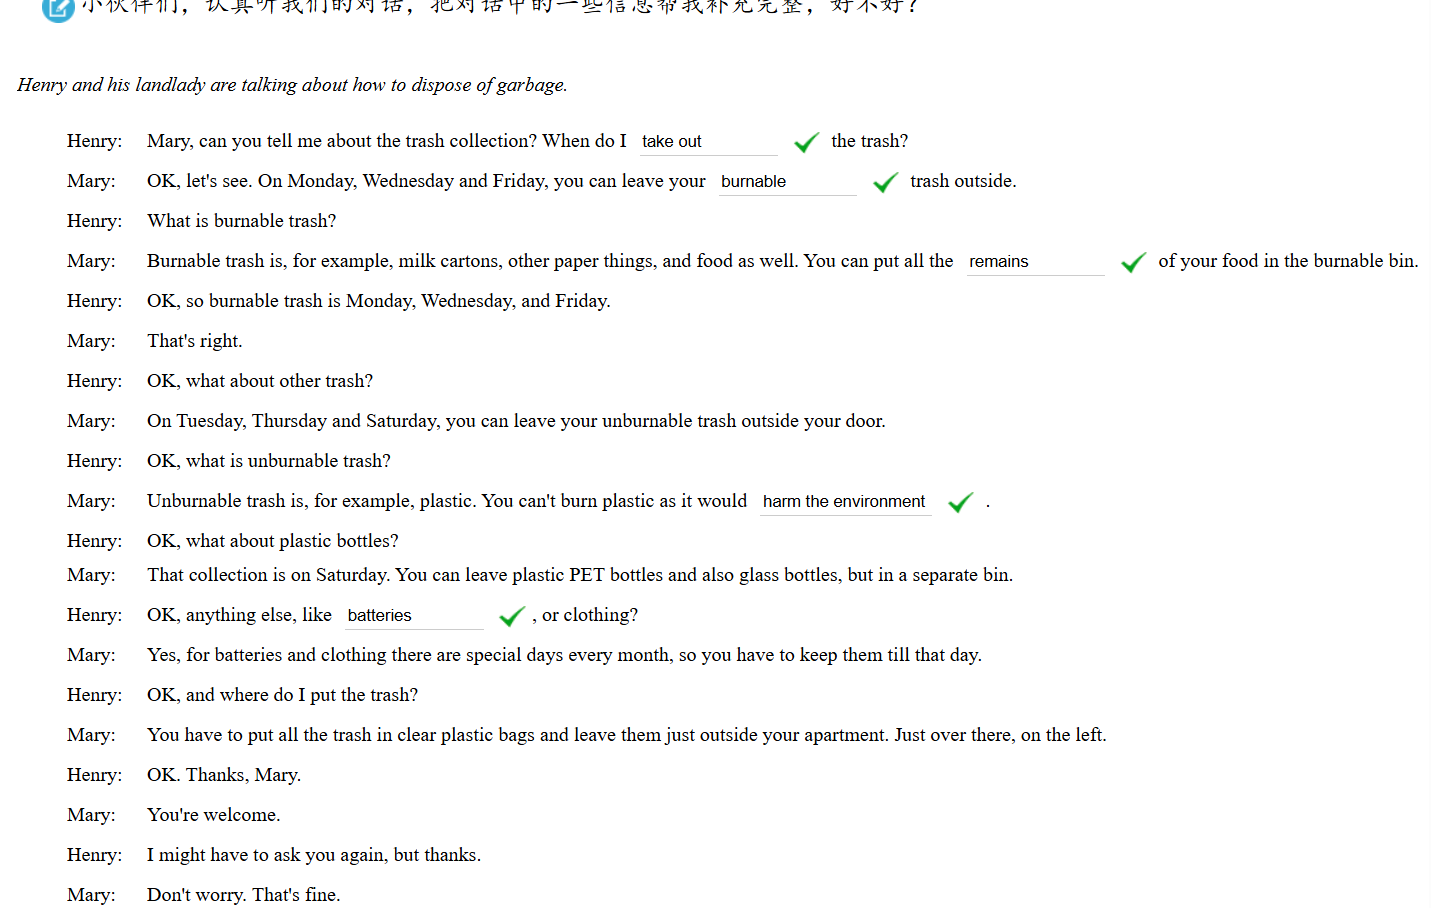 小伙伴们，认真听我们的对话，把对话中的一些信息帮我补充完整，好不好？
Henry and his landlady are talking about how to dispose of garbage.
Henry: Mary, can you tell me about the trash collection? When do I take out the trash?
Mary: OK, let's see. On Monday, Wednesday and Friday, you can leave your burnable trash outside.
Henry: What is burnable trash?
Mary: Burnable trash is, for example, milk cartons, other paper things, and food as well. You can put all the remains of your food in the burnable bin.
Henry: OK, so burnable trash is Monday, Wednesday, and Friday.
Mary: That's right.
Henry: OK, what about other trash?
Mary: On Tuesday, Thursday and Saturday, you can leave your unburnable trash outside your door.
Henry: OK, what is unburnable trash?
Mary: Unburnable trash is, for example, plastic. You can't burn plastic as it would harm the environment .
Henry: OK, what about plastic bottles?
Mary: That collection is on Saturday. You can leave plastic PET bottles and also glass bottles, but in a separate bin.
Henry: OK, anything else, like batteries , or clothing?
Mary: Yes, for batteries and clothing there are special days every month, so you have to keep them till that day.
Henry: OK, and where do I put the trash?
Mary: You have to put all the trash in clear plastic bags and leave them just outside your apartment. Just over there, on the left.
Henry: OK. Thanks, Mary.
Mary: You're welcome.
Henry: I might have to ask you again, but thanks.
Mary: Don't worry. That's fine.